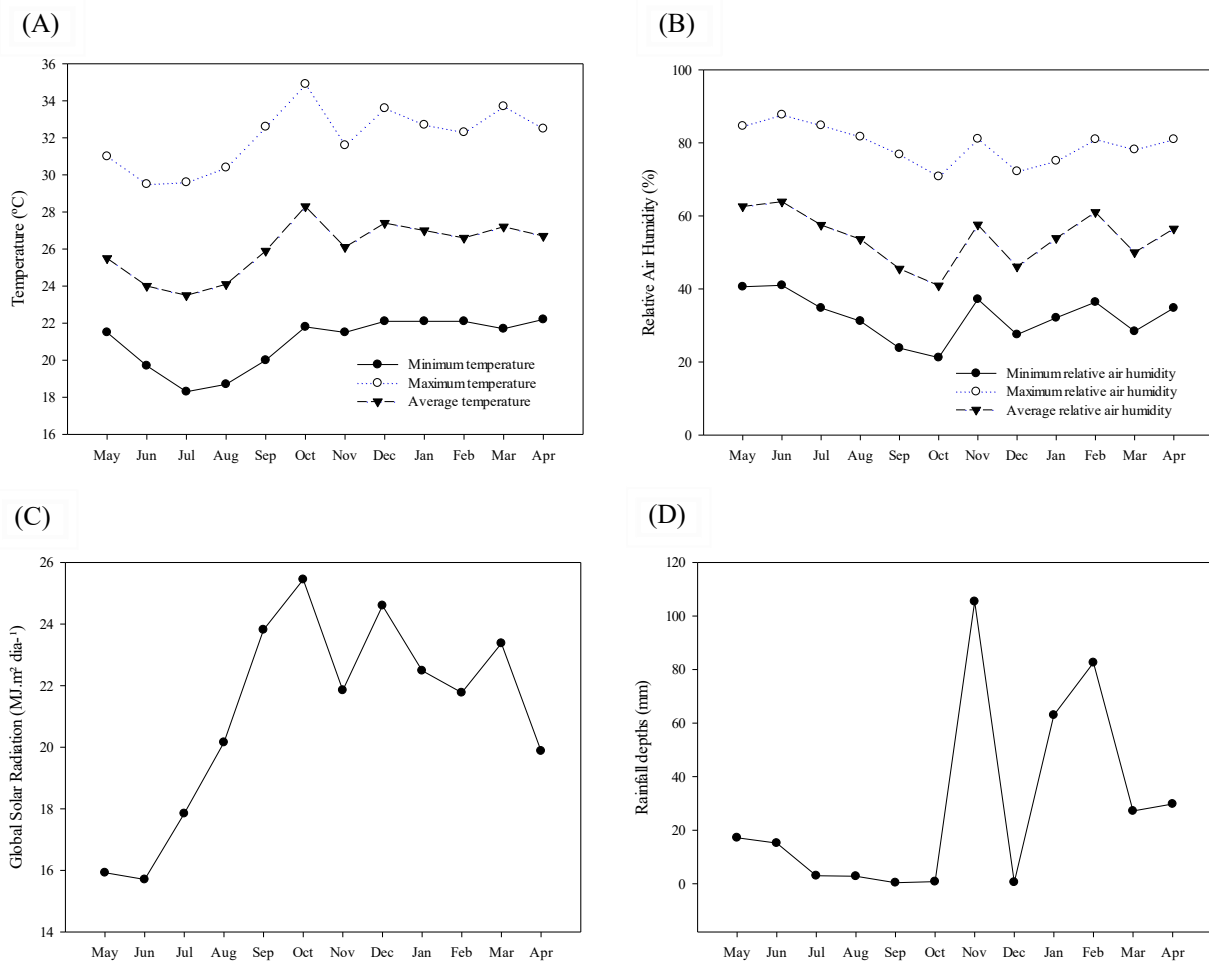 (A)
36
34
32
30
28
26
24
22
20
18
16
Temperature (ºC)
Minimum temperature
Maximum temperature
Average temperature
May Jun Jul Aug Sep Oct Nov Dec Jan Feb Mar Apr
(B)
100
80
60
40
20
0
Relative Air Humidity (%)
Minimum relative air humidity
Maximum relative air humidity
Average relative air humidity
May Jun Jul Aug Sep Oct Nov Dec Jan Feb Mar Apr
(C)
26
24
22
20
18
16
14
Global Solar Radiation (MJ.m² dia-¹)
May Jun Jul Aug Sep Oct Nov Dec Jan Feb Mar Apr
(D)
120
100
80
60
40
20
0
Rainfall depths (mm)
May Jun Jul Aug Sep Oct Nov Dec Jan Feb Mar Apr